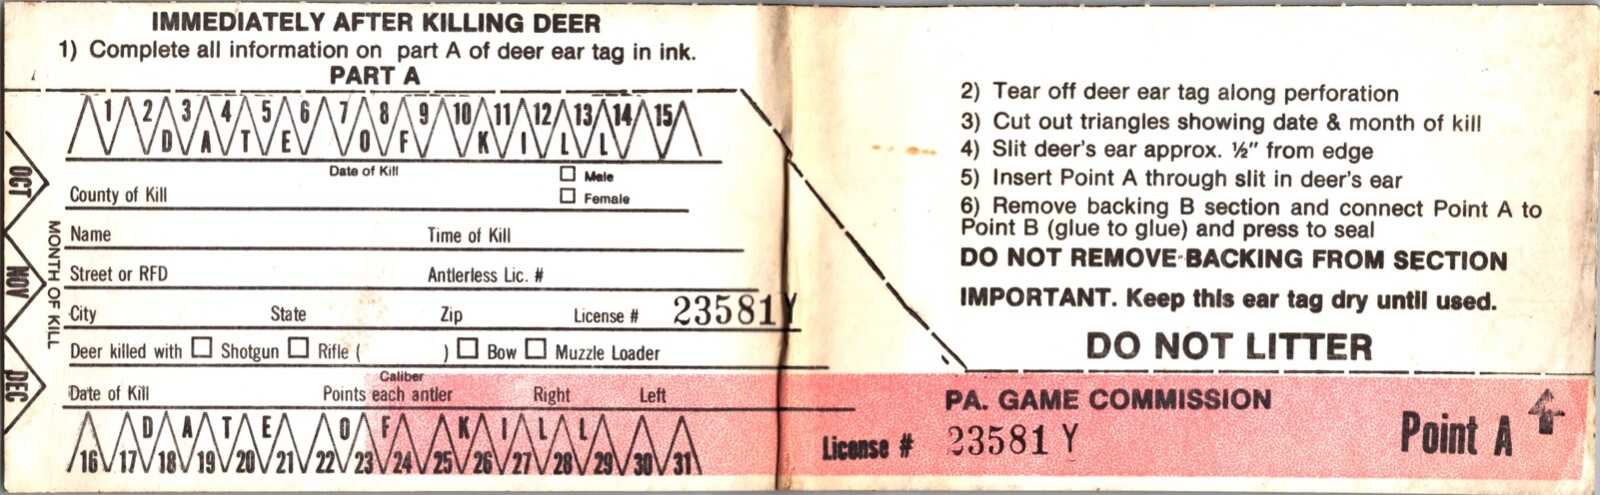 IMMEDIATELY AFTER KILLING DEER
1) Complete all information on part A of deer ear tag in ink.
PART A
1 2 3 4 5 6 7 8 9 10 11 12 13 14 15
DATE OF KILL
Date of Kill
Male
County of Kill
Female
Name Time of Kill
Street or RFD Antlerless Lic. #
City State Zip License # 23581Y
Deer killed with Shotgun Rifle ( ) Bow Muzzle Loader
Caliber
Date of Kill Points each antler Right Left
DATE OF KILL
16 17 18 19 20 21 22 23 24 25 26 27 28 29 30 31
OCT
NOV
DEC
MONTH OF KILL
2) Tear off deer ear tag along perforation
3) Cut out triangles showing date & month of kill
4) Slit deer's ear approx. ½" from edge
5) Insert Point A through slit in deer's ear
6) Remove backing B section and connect Point A to
Point B (glue to glue) and press to seal
DO NOT REMOVE BACKING FROM SECTION
IMPORTANT. Keep this ear tag dry until used.
DO NOT LITTER
PA. GAME COMMISSION
License # 23581 Y
Point A